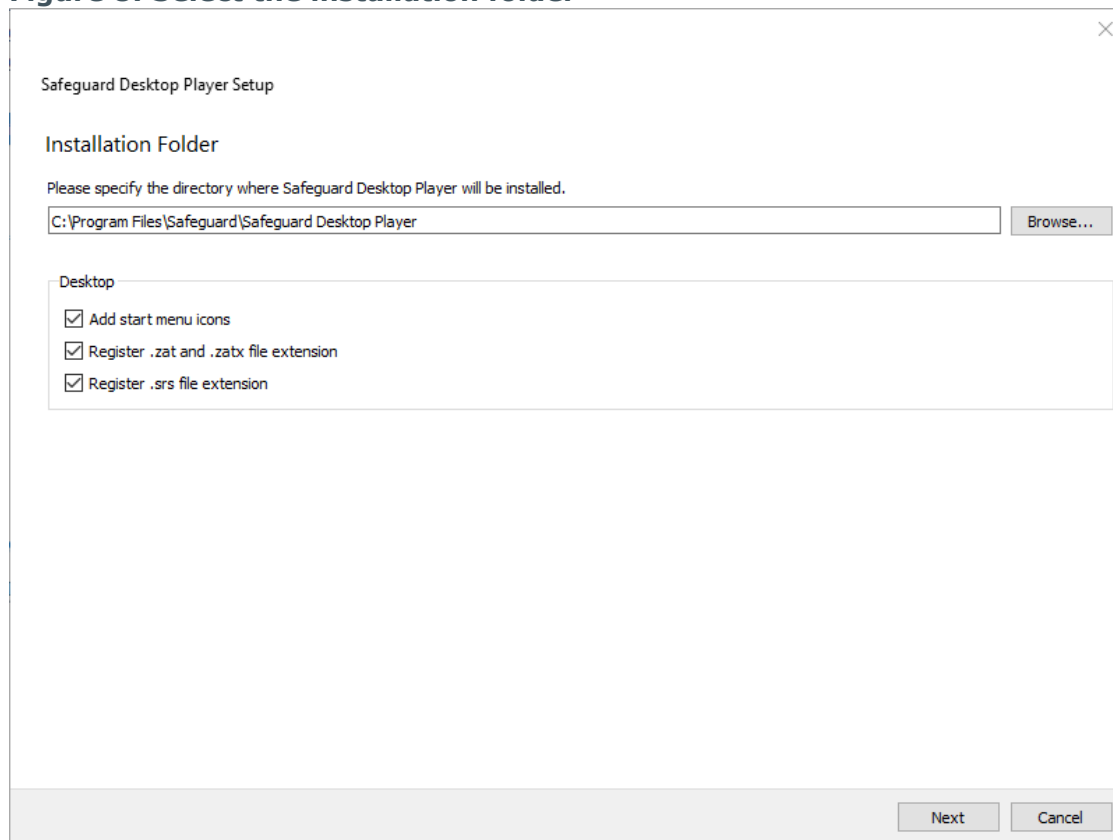 Safeguard Desktop Player Setup
Installation Folder
Please specify the directory where Safeguard Desktop Player will be installed.
C:\Program Files\Safeguard\Safeguard Desktop Player
Browse...
Desktop
Add start menu icons
Register .zat and .zatx file extension
Register .srs file extension
Next
Cancel